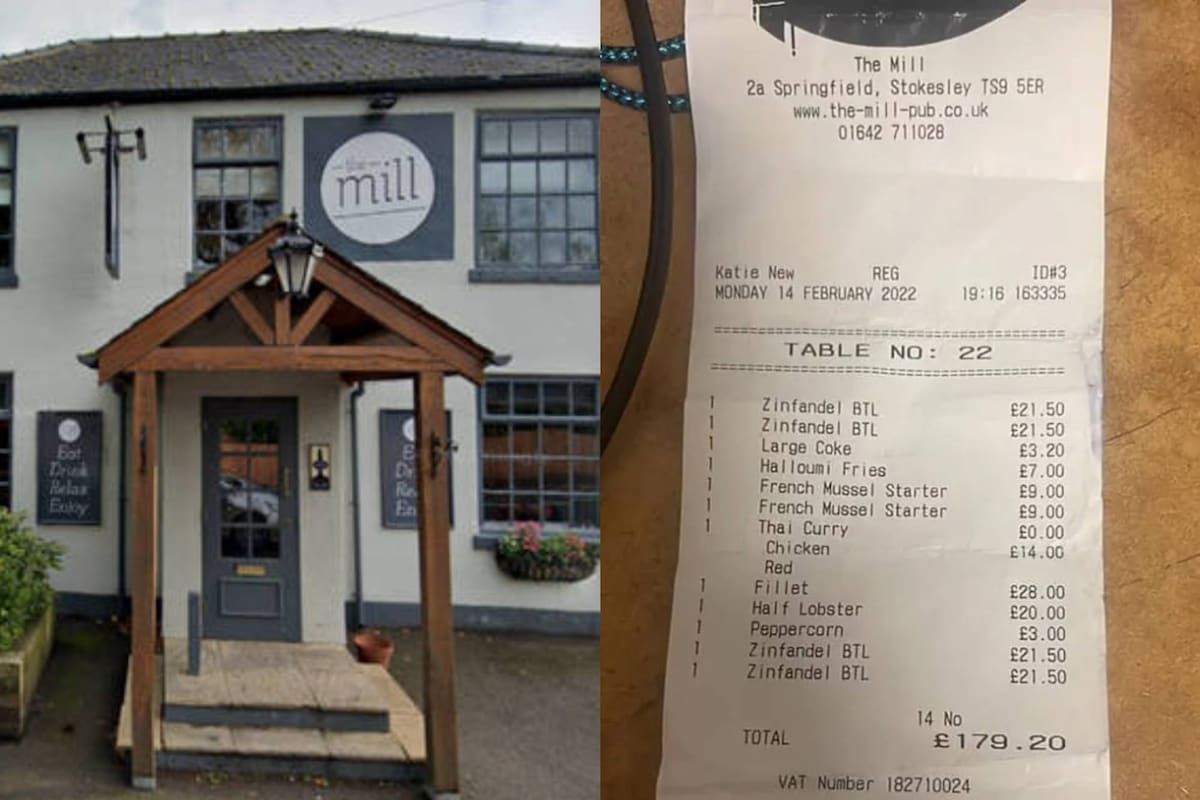 the
mill
Eat
Drink
Relax
Enjoy
The Mill
2a Springfield, Stokesley TS9 5ER
www.the-mill-pub.co.uk
01642 711028
Katie New REG ID#3
MONDAY 14 FEBRUARY 2022 19:16 163335
TABLE NO: 22
1 Zinfandel BTL £21.50
1 Zinfandel BTL £21.50
1 Large Coke £3.20
1 Halloumi Fries £7.00
1 French Mussel Starter £9.00
1 French Mussel Starter £9.00
1 Thai Curry £0.00
Chicken £14.00
Red
1 Fillet £28.00
1 Half Lobster £20.00
1 Peppercorn £3.00
1 Zinfandel BTL £21.50
1 Zinfandel BTL £21.50
14 No
TOTAL £179.20
VAT Number 182710024